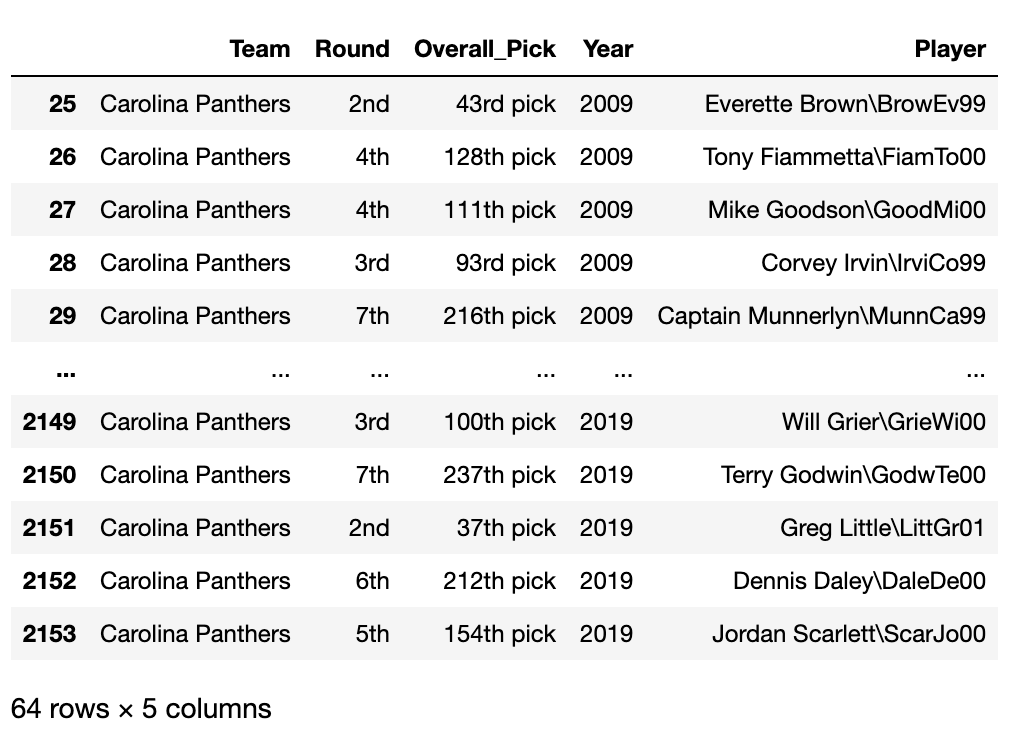 Team Round Overall_Pick Year Player
25 Carolina Panthers 2nd 43rd pick 2009 Everette Brown\BrowEv99
26 Carolina Panthers 4th 128th pick 2009 Tony Fiammetta\FiamTo00
27 Carolina Panthers 4th 111th pick 2009 Mike Goodson\GoodMi00
28 Carolina Panthers 3rd 93rd pick 2009 Corvey Irvin\IrviCo99
29 Carolina Panthers 7th 216th pick 2009 Captain Munnerlyn\MunnCa99
... ... ... ... ... ...
2149 Carolina Panthers 3rd 100th pick 2019 Will Grier\GrieWi00
2150 Carolina Panthers 7th 237th pick 2019 Terry Godwin\GodwTe00
2151 Carolina Panthers 2nd 37th pick 2019 Greg Little\LittGr01
2152 Carolina Panthers 6th 212th pick 2019 Dennis Daley\DaleDe00
2153 Carolina Panthers 5th 154th pick 2019 Jordan Scarlett\ScarJo00
64 rows × 5 columns